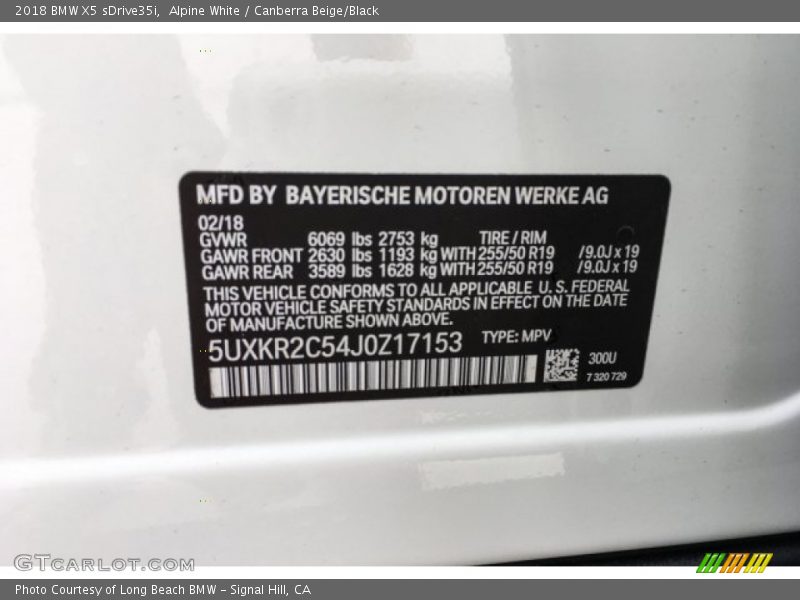 2018 BMW X5 sDrive35i,  Alpine White / Canberra Beige/Black
MFD BY BAYERISCHE MOTOREN WERKE AG
02/18
GVWR 6069 lbs 2753 kg TIRE / RIM
GAWR FRONT 2630 lbs 1193 kg WITH 255/50 R19 /9.0J x 19
GAWR REAR 3589 lbs 1628 kg WITH 255/50 R19 /9.0J x 19
THIS VEHICLE CONFORMS TO ALL APPLICABLE U. S. FEDERAL
MOTOR VEHICLE SAFETY STANDARDS IN EFFECT ON THE DATE
OF MANUFACTURE SHOWN ABOVE.
5UXKR2C54J0Z17153 TYPE: MPV
300U
7 320 729
GTCARLOT.COM
Photo Courtesy of Long Beach BMW - Signal Hill, CA